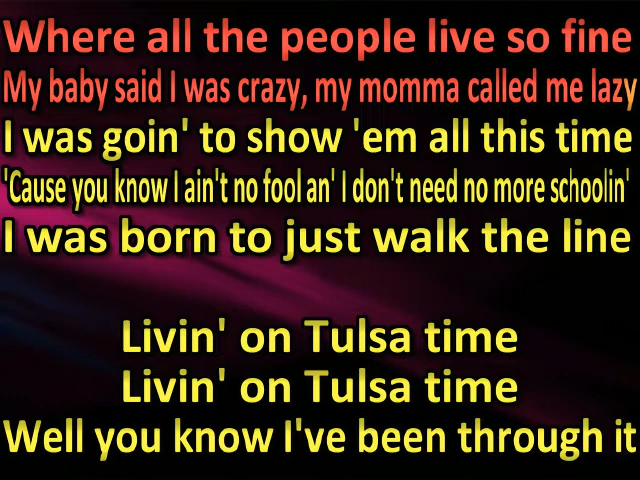 Where all the people live so fine
My baby said I was crazy, my momma called me lazy
I was goin' to show 'em all this time
'Cause you know I ain't no fool an' I don't need no more schoolin'
I was born to just walk the line
Livin' on Tulsa time
Livin' on Tulsa time
Well you know I've been through it